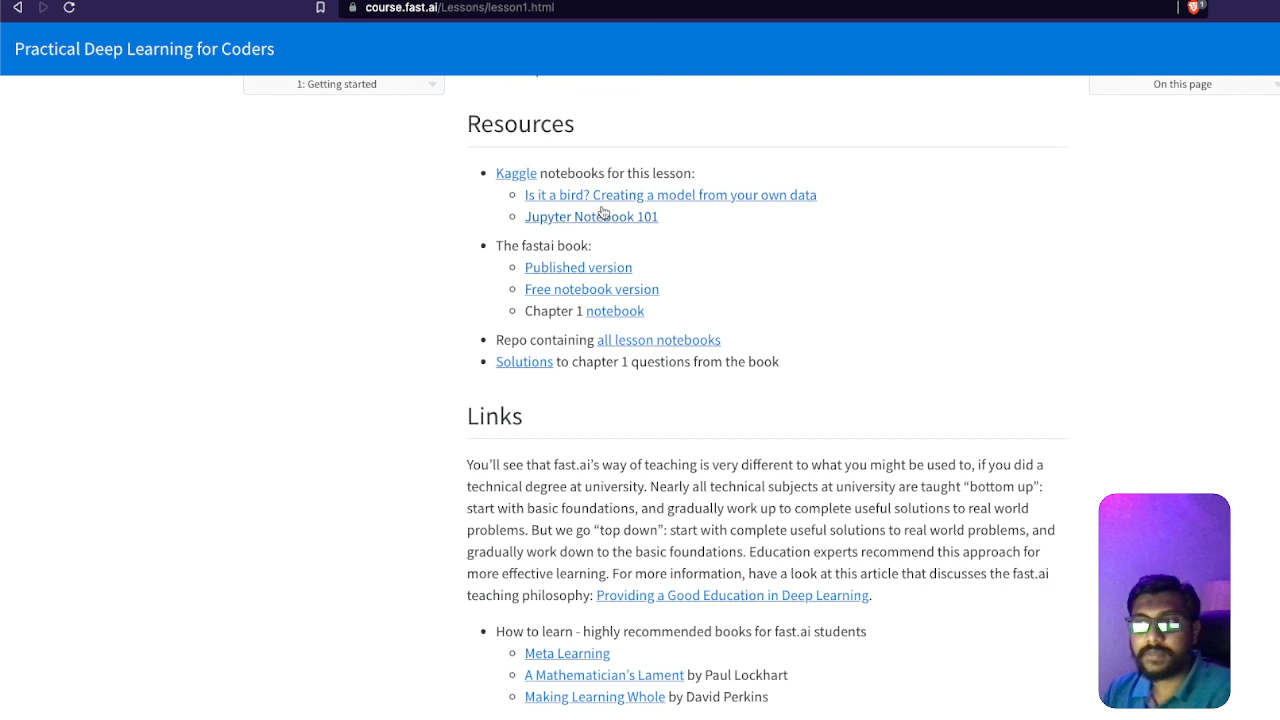 course.fast.ai/Lessons/lesson1.html
1
Practical Deep Learning for Coders
1: Getting started
On this page
Resources
Kaggle notebooks for this lesson:
Is it a bird? Creating a model from your own data
Jupyter Notebook 101
The fastai book:
Published version
Free notebook version
Chapter 1 notebook
Repo containing all lesson notebooks
Solutions to chapter 1 questions from the book
Links
You’ll see that fast.ai’s way of teaching is very different to what you might be used to, if you did a
technical degree at university. Nearly all technical subjects at university are taught “bottom up”:
start with basic foundations, and gradually work up to complete useful solutions to real world
problems. But we go “top down”: start with complete useful solutions to real world problems, and
gradually work down to the basic foundations. Education experts recommend this approach for
more effective learning. For more information, have a look at this article that discusses the fast.ai
teaching philosophy: Providing a Good Education in Deep Learning.
How to learn - highly recommended books for fast.ai students
Meta Learning
A Mathematician’s Lament by Paul Lockhart
Making Learning Whole by David Perkins